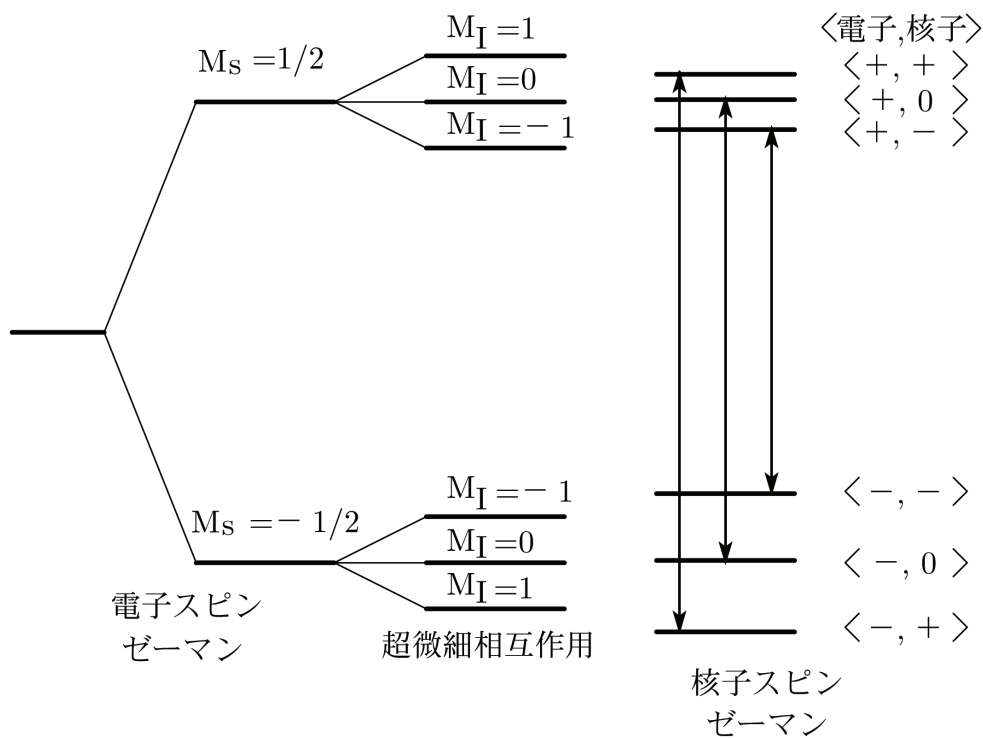 M_S =1/2
M_I =1
M_I =0
M_I =− 1
〈電子,核子〉
〈+, +〉
〈+, 0〉
〈+, −〉
M_S =− 1/2
M_I =− 1
M_I =0
M_I =1
〈−, −〉
〈−, 0〉
〈−, +〉
電子スピン
ゼーマン
超微細相互作用
核子スピン
ゼーマン